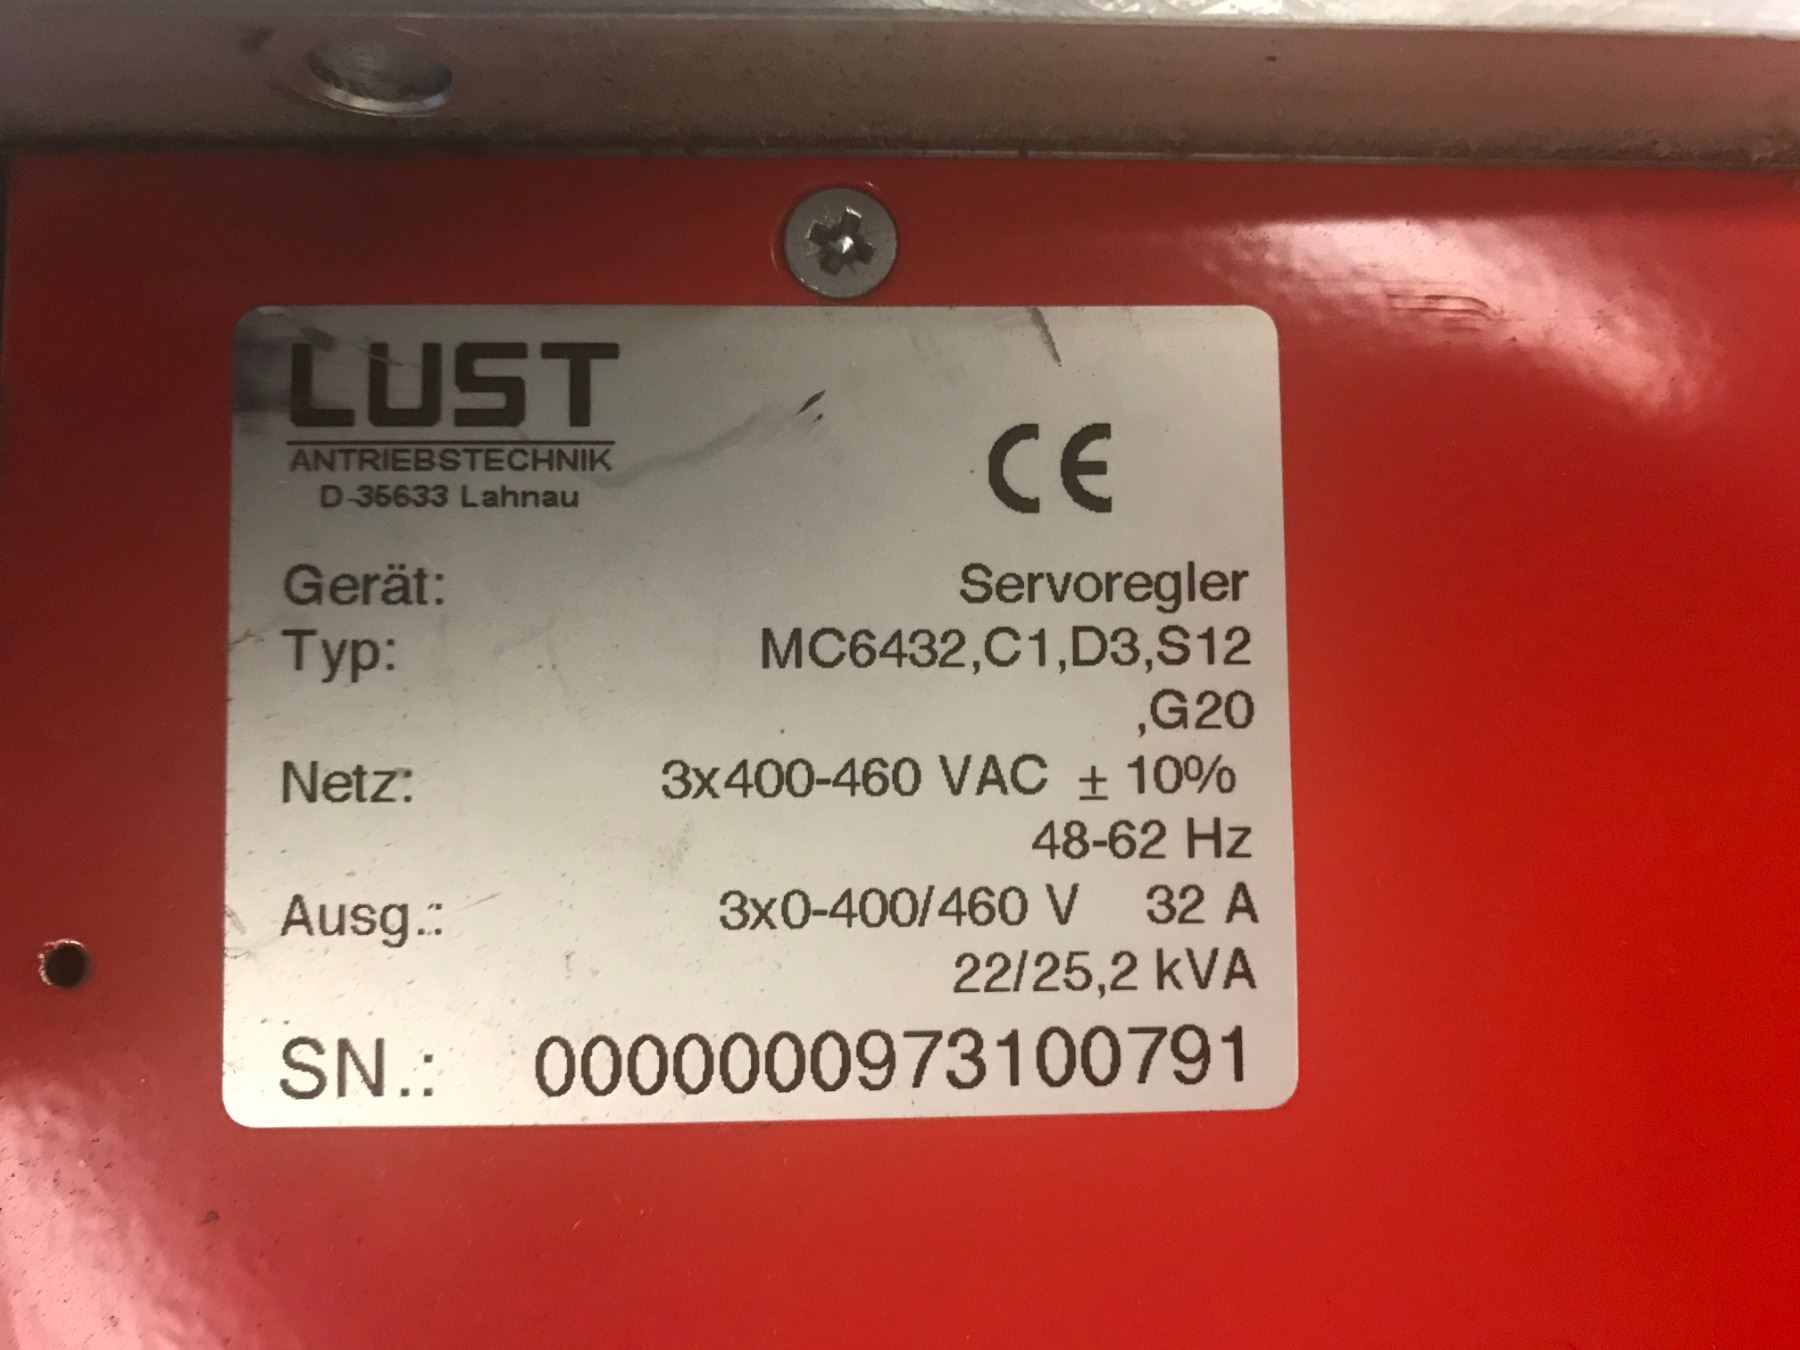 LUST
ANTRIEBSTECHNIK
D-35633 Lahnau
CE
Gerät: Servoregler
Typ: MC6432,C1,D3,S12
,G20
Netz: 3x400-460 VAC ± 10%
48-62 Hz
Ausg.: 3x0-400/460 V 32 A
22/25,2 kVA
SN.: 0000000973100791